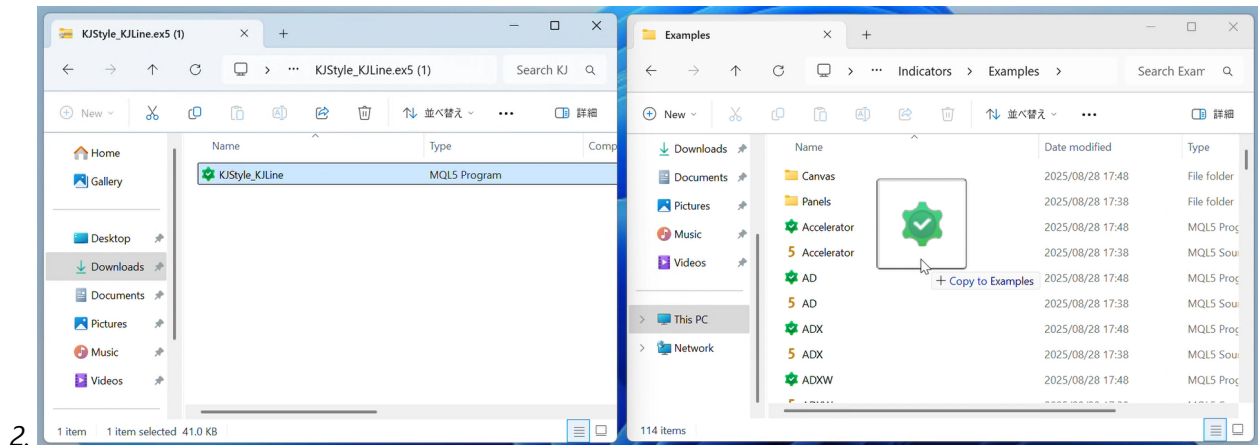 KJStyle_KJLine.ex5 (1)
KJStyle_KJLine.ex5 (1)
Search KJ
New
並べ替え
詳細
Home
Gallery
Desktop
Downloads
Documents
Pictures
Music
Videos
Name Type Comp
KJStyle_KJLine MQL5 Program
1 item 1 item selected 41.0 KB
Examples
Indicators > Examples >
Search Exam
New
並べ替え
詳細
Downloads
Documents
Pictures
Music
Videos
This PC
Network
Name Date modified Type
Canvas 2025/08/28 17:48 File folder
Panels 2025/08/28 17:38 File folder
Accelerator 2025/08/28 17:48 MQL5 Prog
5 Accelerator 2025/08/28 17:38 MQL5 Sou
AD 2025/08/28 17:48 MQL5 Prog
5 AD 2025/08/28 17:38 MQL5 Sou
ADX 2025/08/28 17:48 MQL5 Prog
5 ADX 2025/08/28 17:38 MQL5 Sou
ADXW 2025/08/28 17:48 MQL5 Prog
+ Copy to Examples
114 items
2.